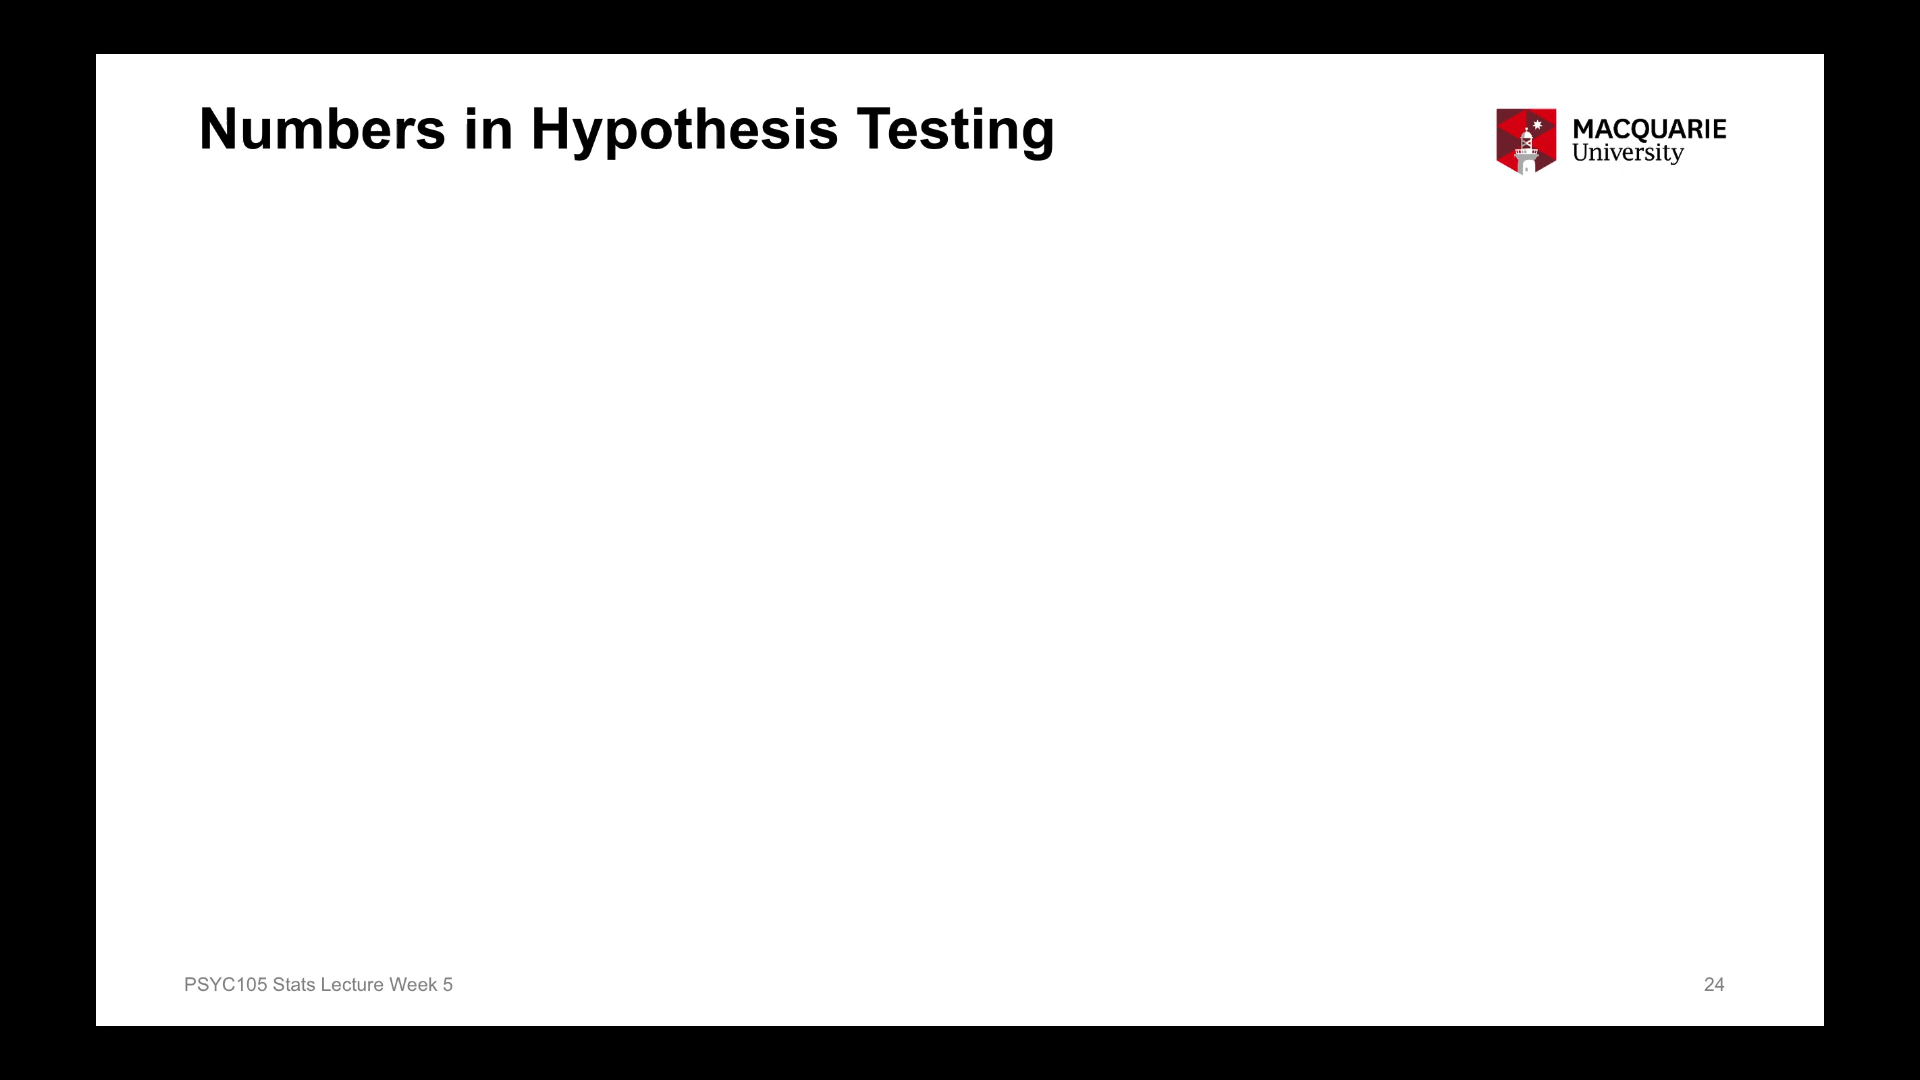 Numbers in Hypothesis Testing
MACQUARIE
University
PSYC105 Stats Lecture Week 5
24